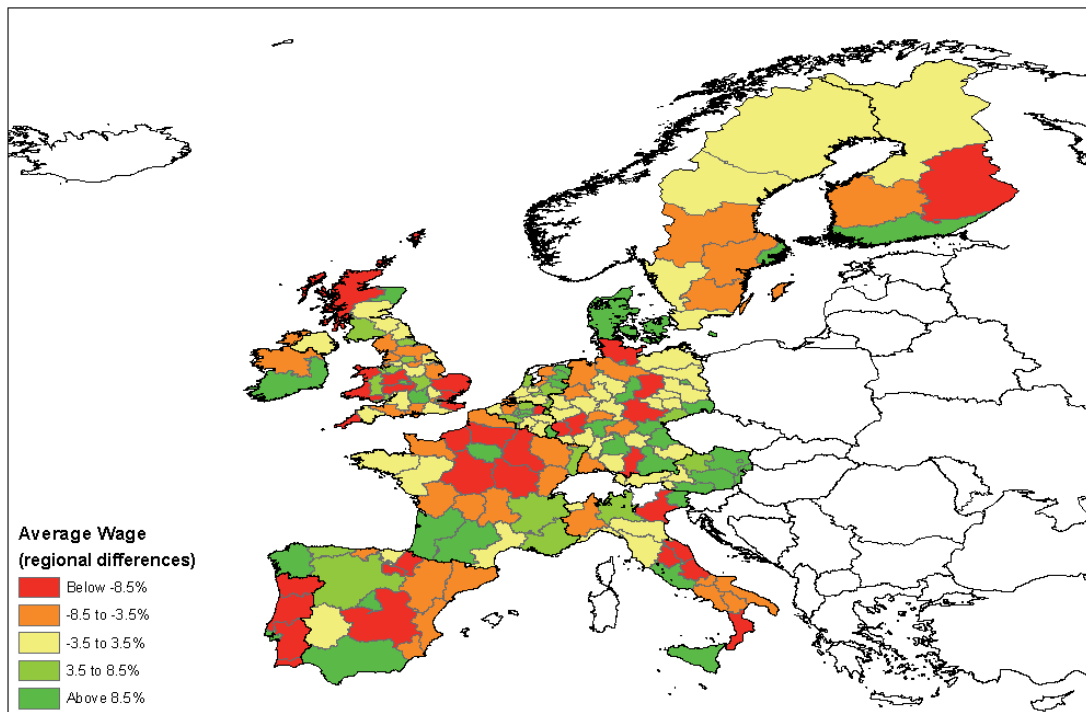 Average Wage
(regional differences)
Below -8.5%
-8.5 to -3.5%
-3.5 to 3.5%
3.5 to 8.5%
Above 8.5%